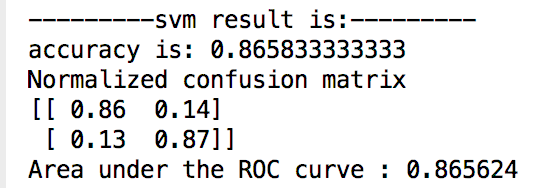 ---------svm result is:---------
accuracy is: 0.865833333333
Normalized confusion matrix
[[ 0.86  0.14]
 [ 0.13  0.87]]
Area under the ROC curve : 0.865624